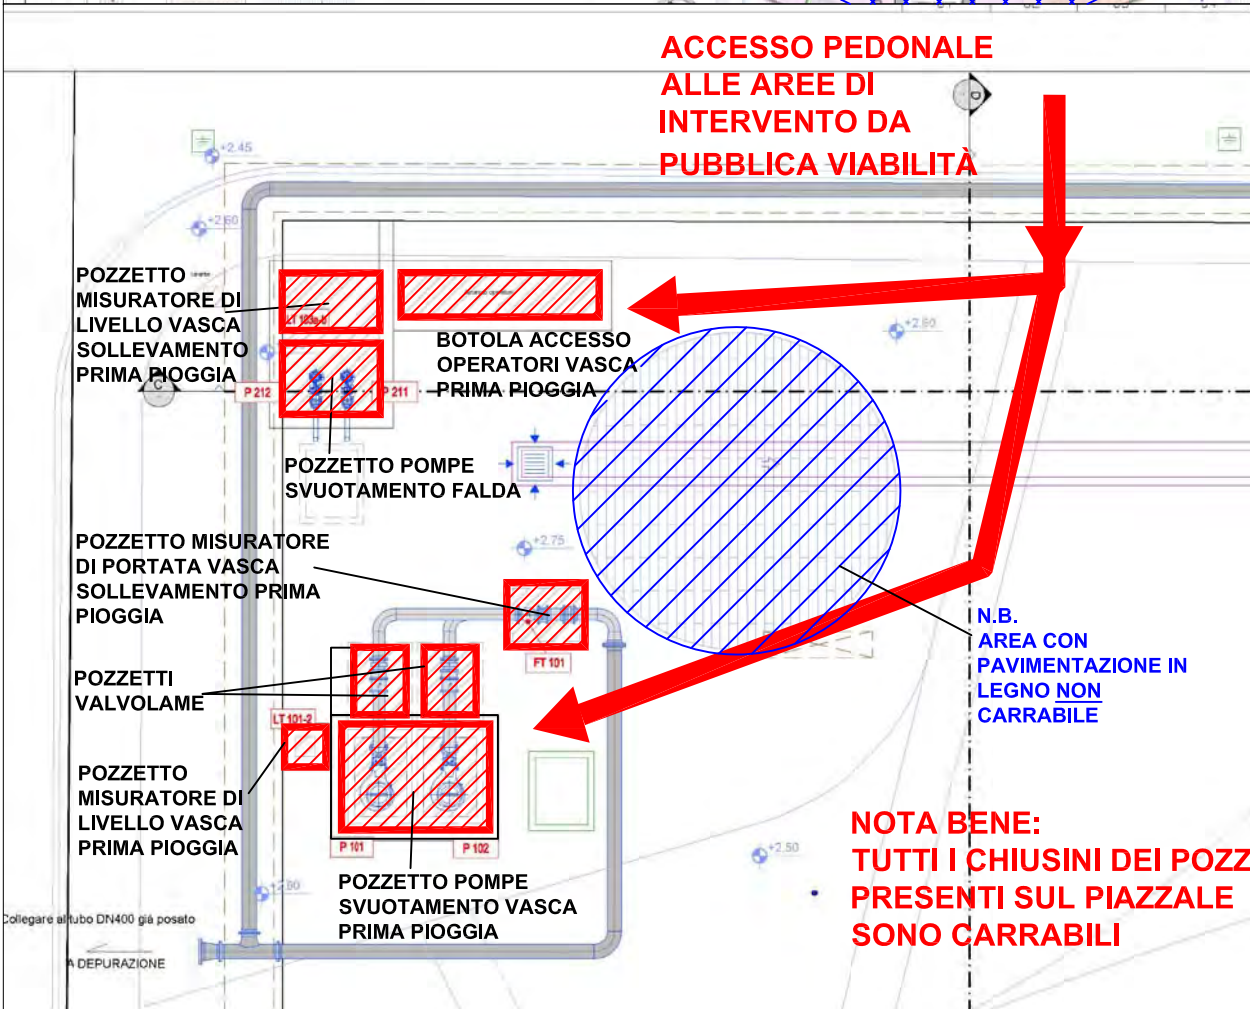 ACCESSO PEDONALE
ALLE AREE DI
INTERVENTO DA
PUBBLICA VIABILITÀ
D
+2.45
+2.60
POZZETTO
MISURATORE DI
LIVELLO VASCA
SOLLEVAMENTO
PRIMA PIOGGIA
LT 103a-b
BOTOLA ACCESSO
OPERATORI VASCA
PRIMA PIOGGIA
C
P 212
P 211
POZZETTO POMPE
SVUOTAMENTO FALDA
POZZETTO MISURATORE
DI PORTATA VASCA
SOLLEVAMENTO PRIMA
PIOGGIA
+2.75
FT 101
N.B.
AREA CON
PAVIMENTAZIONE IN
LEGNO NON
CARRABILE
POZZETTI
VALVOLAME
LT 101-2
POZZETTO
MISURATORE DI
LIVELLO VASCA
PRIMA PIOGGIA
P 101
P 102
POZZETTO POMPE
SVUOTAMENTO VASCA
PRIMA PIOGGIA
+2.50
NOTA BENE:
TUTTI I CHIUSINI DEI POZZ
PRESENTI SUL PIAZZALE
SONO CARRABILI
Collegare al tubo DN400 già posato
A DEPURAZIONE